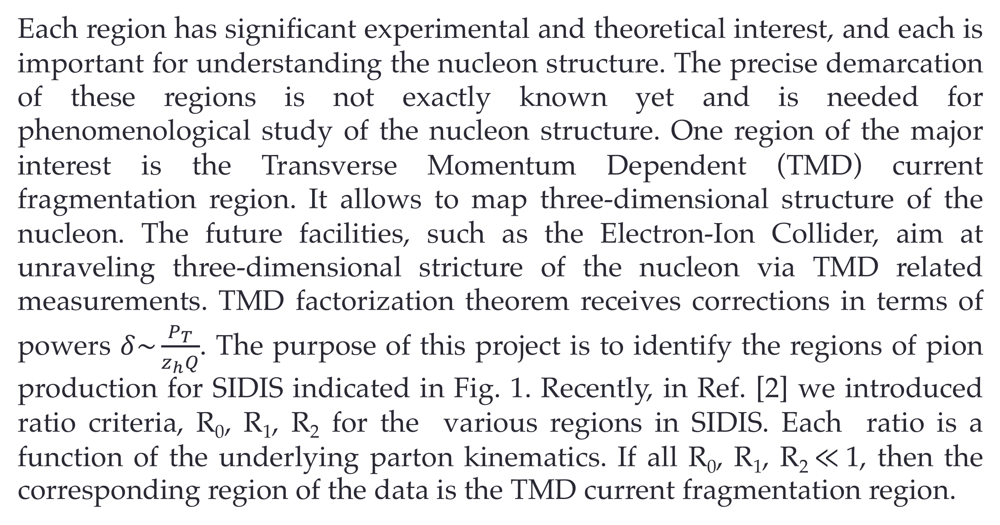 Each region has significant experimental and theoretical interest, and each is
important for understanding the nucleon structure. The precise demarcation
of these regions is not exactly known yet and is needed for
phenomenological study of the nucleon structure. One region of the major
interest is the Transverse Momentum Dependent (TMD) current
fragmentation region. It allows to map three-dimensional structure of the
nucleon. The future facilities, such as the Electron-Ion Collider, aim at
unraveling three-dimensional stricture of the nucleon via TMD related
measurements. TMD factorization theorem receives corrections in terms of
powers $\delta \sim \frac{P_T}{z_h Q}$. The purpose of this project is to identify the regions of pion
production for SIDIS indicated in Fig. 1. Recently, in Ref. [2] we introduced
ratio criteria, R₀, R₁, R₂ for the various regions in SIDIS. Each ratio is a
function of the underlying parton kinematics. If all R₀, R₁, R₂ ≪ 1, then the
corresponding region of the data is the TMD current fragmentation region.